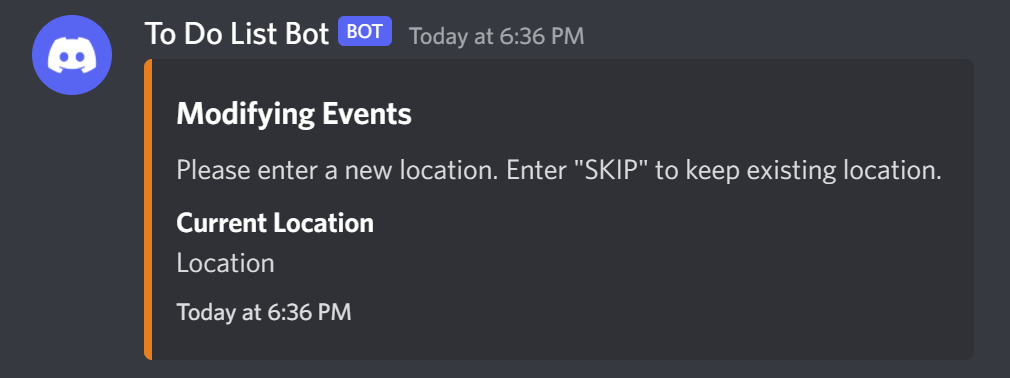 To Do List Bot BOT Today at 6:36 PM
Modifying Events
Please enter a new location. Enter "SKIP" to keep existing location.
Current Location
Location
Today at 6:36 PM